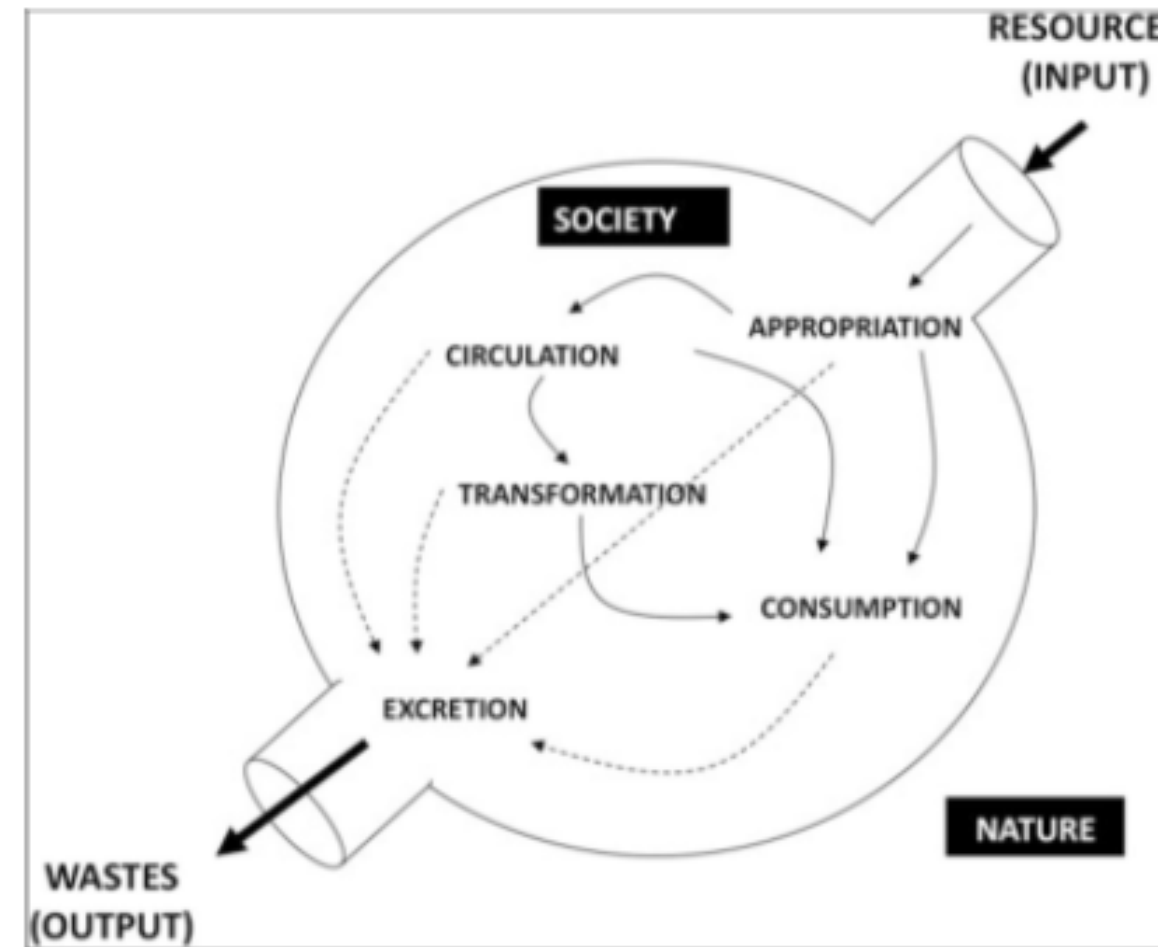 RESOURCE
(INPUT)
SOCIETY
APPROPRIATION
CIRCULATION
TRANSFORMATION
CONSUMPTION
EXCRETION
NATURE
WASTES
(OUTPUT)